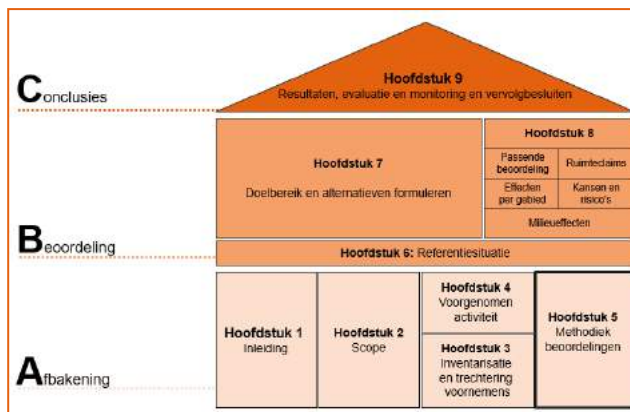 Conclusies
Hoofdstuk 9
Resultaten, evaluatie en monitoring en vervolgbesluiten
Hoofdstuk 7
Doelbereik en alternatieven formuleren
Hoofdstuk 8
Passende
beoordeling
Ruimteclaims
Effecten
per gebied
Kansen en
risico's
Milieueffecten
Beoordeling
Hoofdstuk 6: Referentiesituatie
Hoofdstuk 1
Inleiding
Hoofdstuk 2
Scope
Hoofdstuk 4
Voorgenomen
activiteit
Hoofdstuk 3
Inventarisatie
en trechtering
voornemens
Hoofdstuk 5
Methodiek
beoordelingen
Afbakening